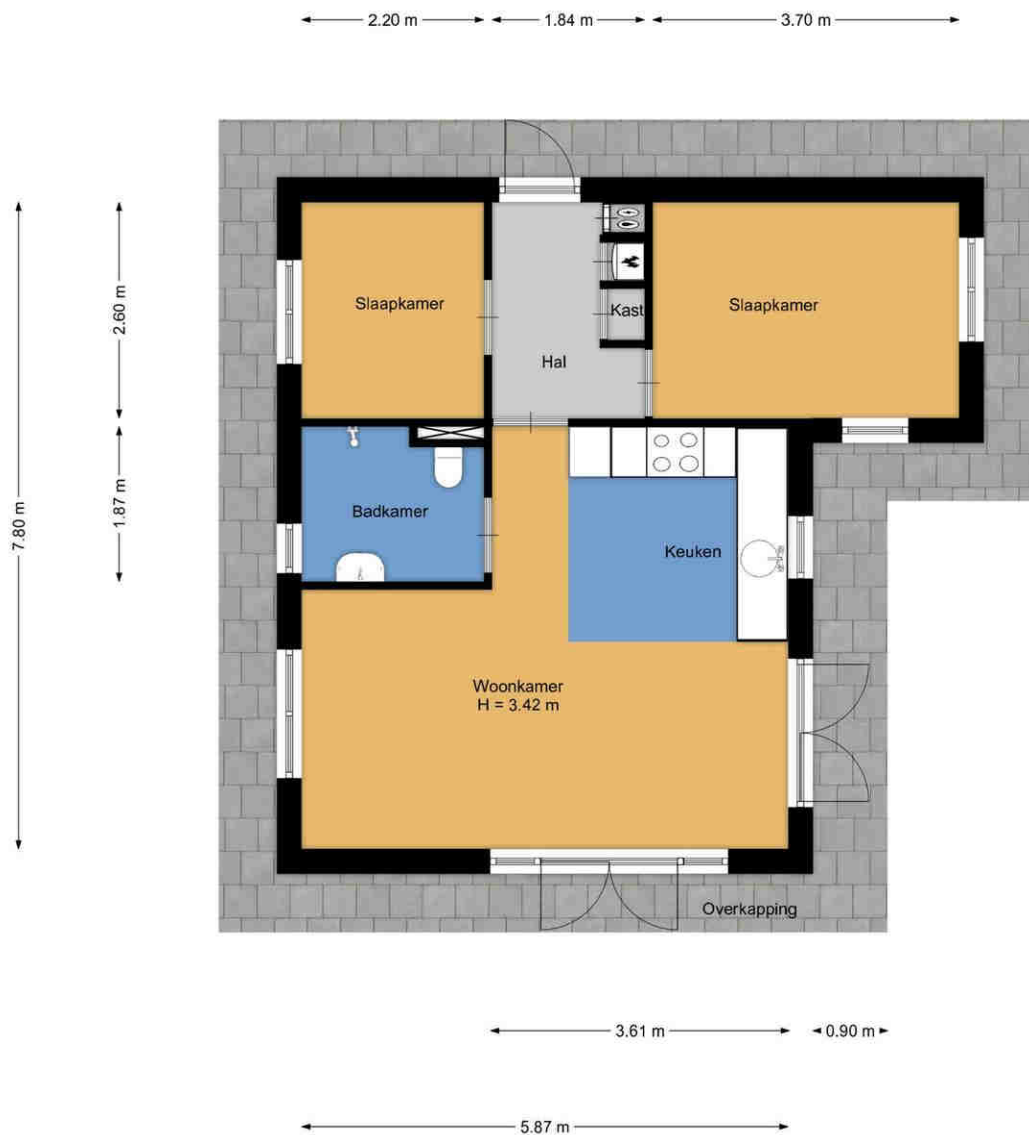 2.20 m
1.84 m
3.70 m
7.80 m
2.60 m
1.87 m
Slaapkamer
Slaapkamer
Kast
Hal
Badkamer
Keuken
Woonkamer
H = 3.42 m
Overkapping
3.61 m
0.90 m
5.87 m